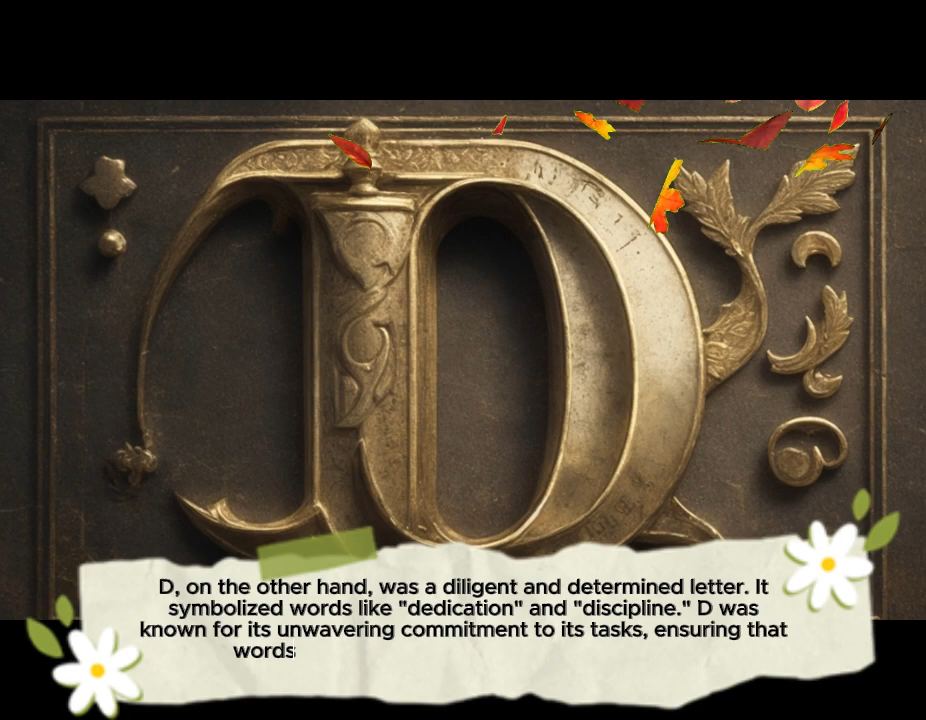 D
D, on the other hand, was a diligent and determined letter. It
symbolized words like "dedication" and "discipline." D was
known for its unwavering commitment to its tasks, ensuring that
words